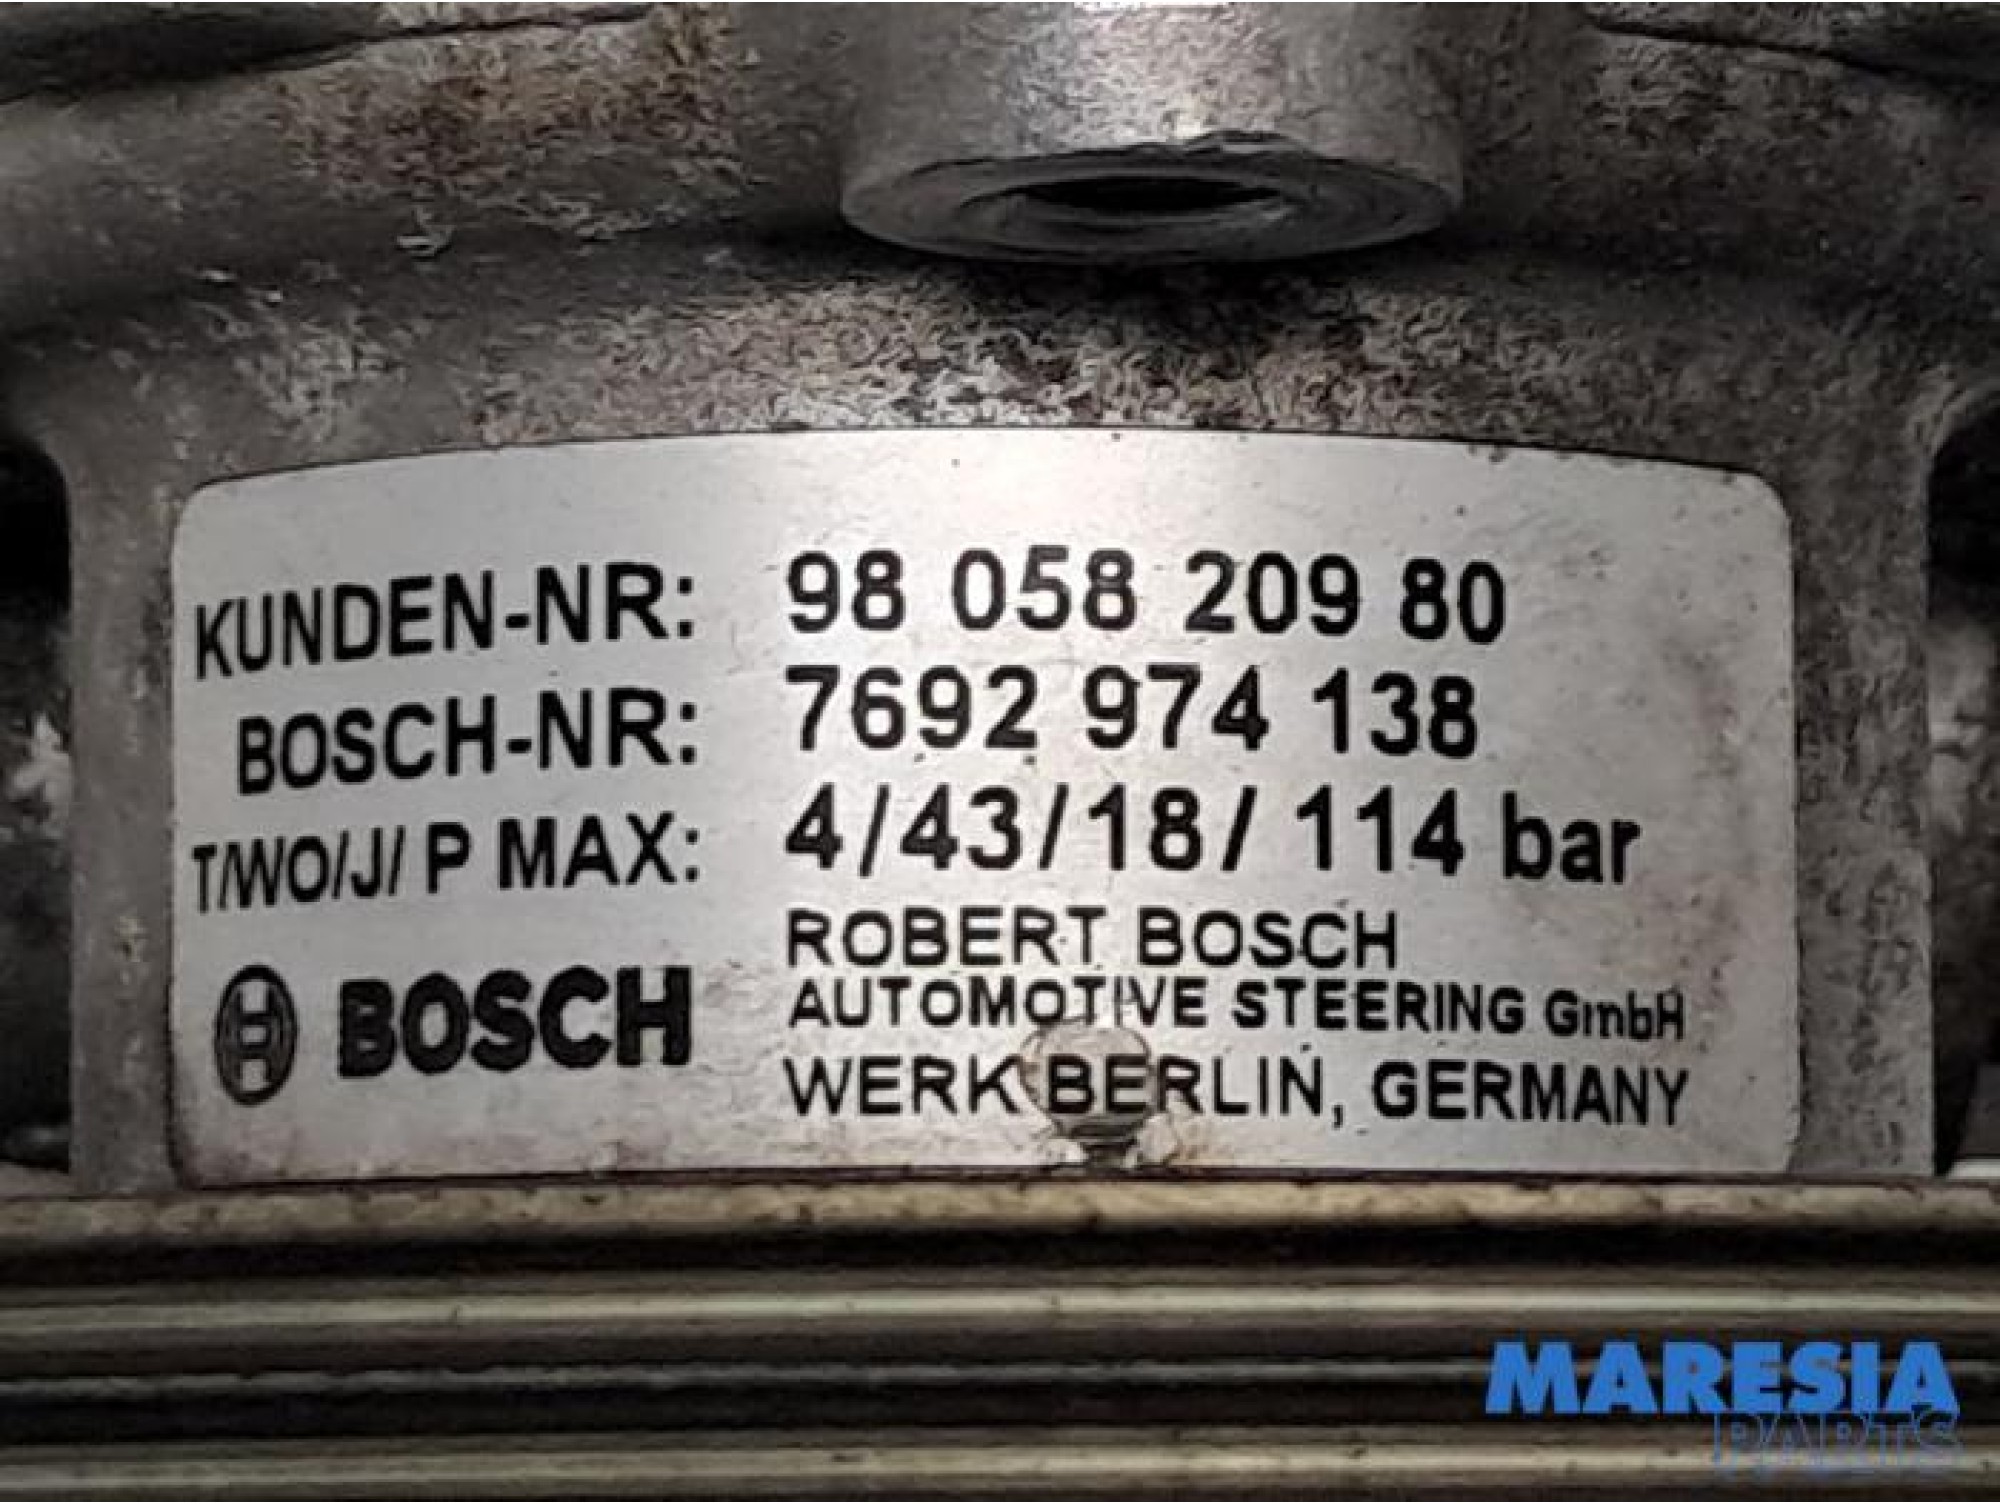 KUNDEN-NR: 98 058 209 80
BOSCH-NR: 7692 974 138
T/WO/J/ P MAX: 4/43/18/ 114 bar
BOSCH
ROBERT BOSCH
AUTOMOTIVE STEERING GmbH
WERK BERLIN, GERMANY
MARESIA
PARTS